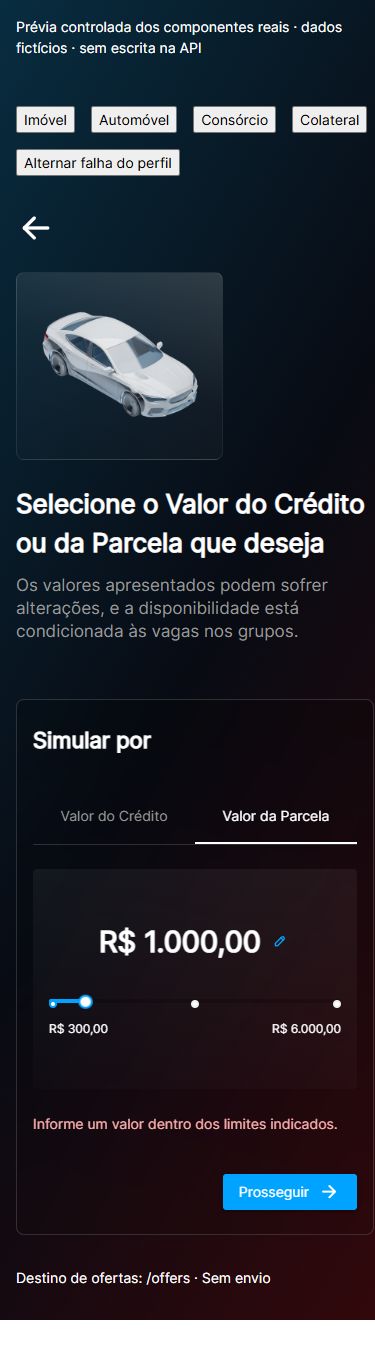 Prévia controlada dos componentes reais · dados
fictícios · sem escrita na API
Imóvel
Automóvel
Consórcio
Colateral
Alternar falha do perfil
Selecione o Valor do Crédito
ou da Parcela que deseja
Os valores apresentados podem sofrer
alterações, e a disponibilidade está
condicionada às vagas nos grupos.
Simular por
Valor do Crédito
Valor da Parcela
R$ 1.000,00
R$ 300,00
R$ 6.000,00
Informe um valor dentro dos limites indicados.
Prosseguir
Destino de ofertas: /offers · Sem envio